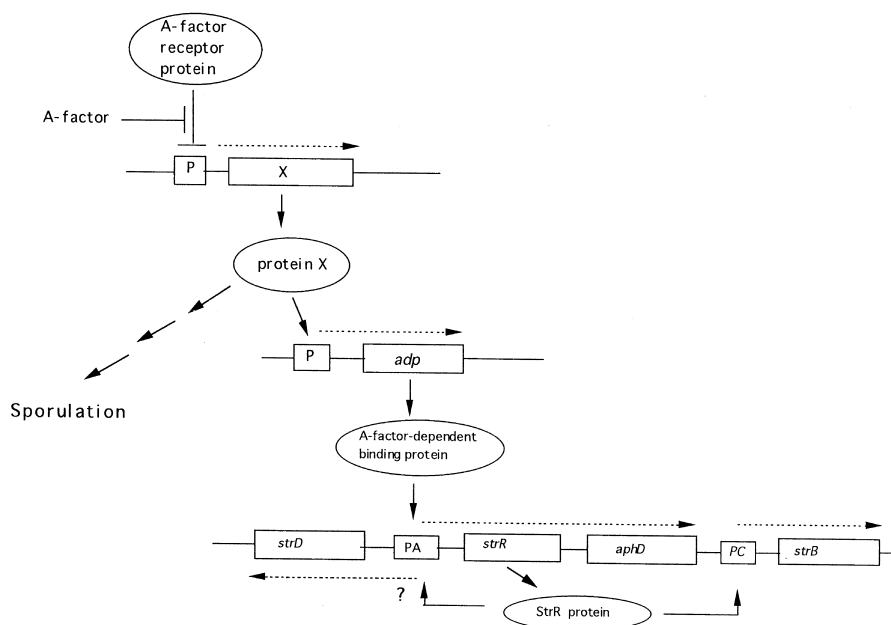 A-factor
receptor
protein
A-factor
P
X
protein X
P
adp
Sporulation
A-factor-dependent
binding protein
strD
PA
strR
aphD
PC
strB
?
StrR protein